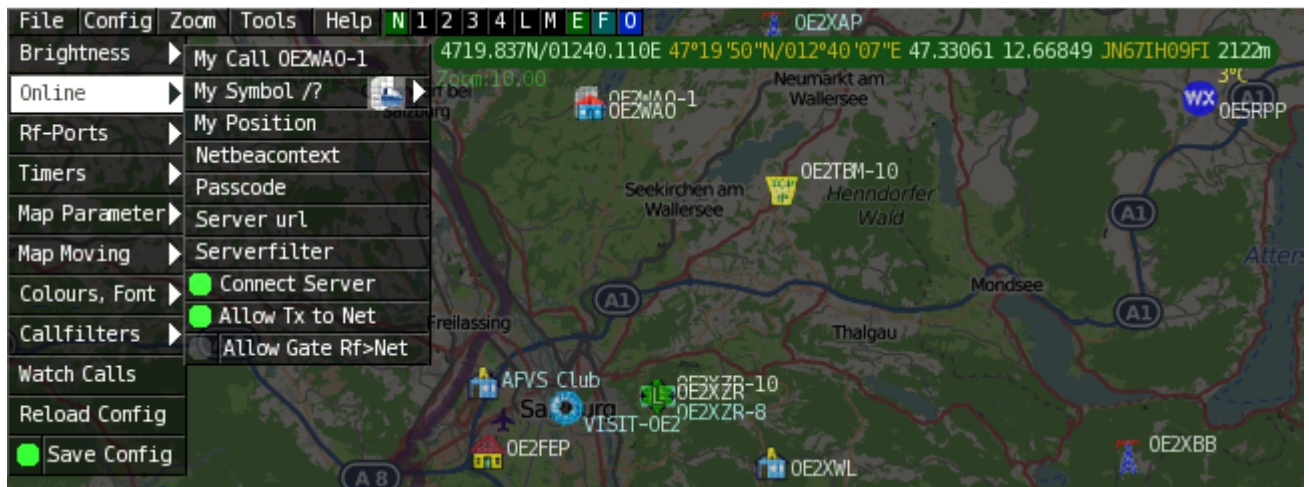 File Config Zoom Tools Help N 1 2 3 4 L M E F O
OE2XAP
Brightness
Online
Rf-Ports
Timers
Map Parameter
Map Moving
Colours, Font
Callfilters
Watch Calls
Reload Config
Save Config
My Call OE2WAO-1
My Symbol /?
My Position
Netbeacontext
Passcode
Server url
Serverfilter
Connect Server
Allow Tx to Net
Allow Gate Rf>Net
4719.837N/01240.110E 47°19'50"N/012°40'07"E 47.33061 12.66849 JN67IH09FI 2122m
Zoom:10.00
Neumarkt am
Wallersee
3°C
WX
A1
OE5RPP
OE2WAO-1
OE2WAO
OE2TBM-10
Seekirchen am
Wallersee
Henndorfer
Wald
A1
Atters
Mondsee
A1
A1
Freilassing
Thalgau
AFVS Club
OE2XZR-10
OE2XZR
L
OE2XZR-8
VISIT-OE2
OE2FEP
OE2XBB
OE2XWL
A8